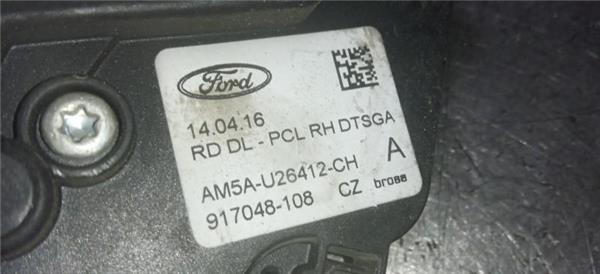 Ford
14.04.16
RD DL - PCL RH DTSGA
AM5A-U26412-CH A
917048-108 CZ brose